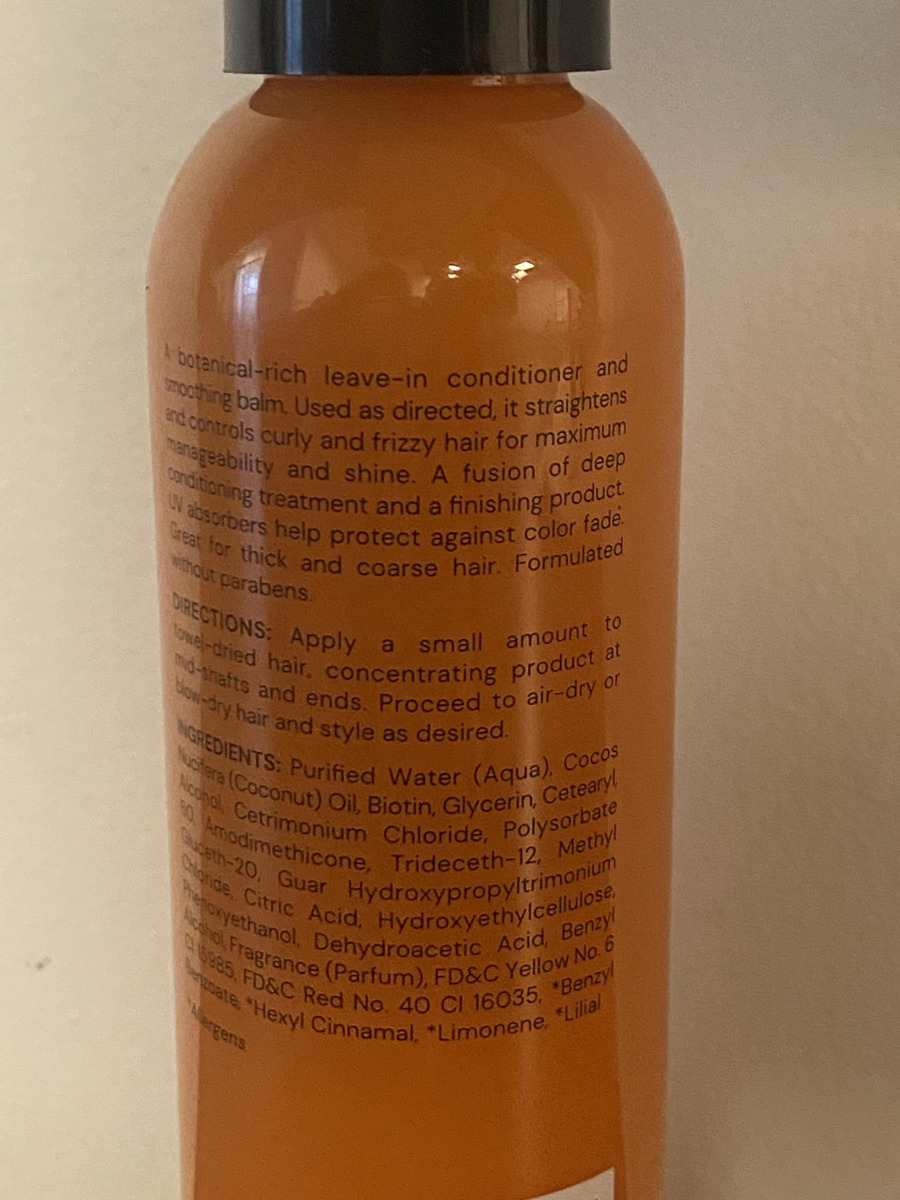 A botanical-rich leave-in conditioner and
smoothing balm. Used as directed, it straightens
and controls curly and frizzy hair for maximum
manageability and shine. A fusion of deep
conditioning treatment and a finishing product.
UV absorbers help protect against color fade.
Great for thick and coarse hair. Formulated
without parabens.
DIRECTIONS: Apply a small amount to
towel-dried hair, concentrating product at
mid-shafts and ends. Proceed to air-dry or
blow-dry hair and style as desired.
INGREDIENTS: Purified Water (Aqua), Cocos
Nucifera (Coconut) Oil, Biotin, Glycerin, Cetearyl
Alcohol, Cetrimonium Chloride, Polysorbate
60, Amodimethicone, Trideceth-12, Methyl
Gluceth-20, Guar Hydroxypropyltrimonium
Chloride, Citric Acid, Hydroxyethylcellulose,
Phenoxyethanol, Dehydroacetic Acid, Benzyl
Alcohol, Fragrance (Parfum), FD&C Yellow No. 6
CI 15985, FD&C Red No. 40 CI 16035, *Benzyl
Benzoate, *Hexyl Cinnamal, *Limonene, *Lilial
*Allergens